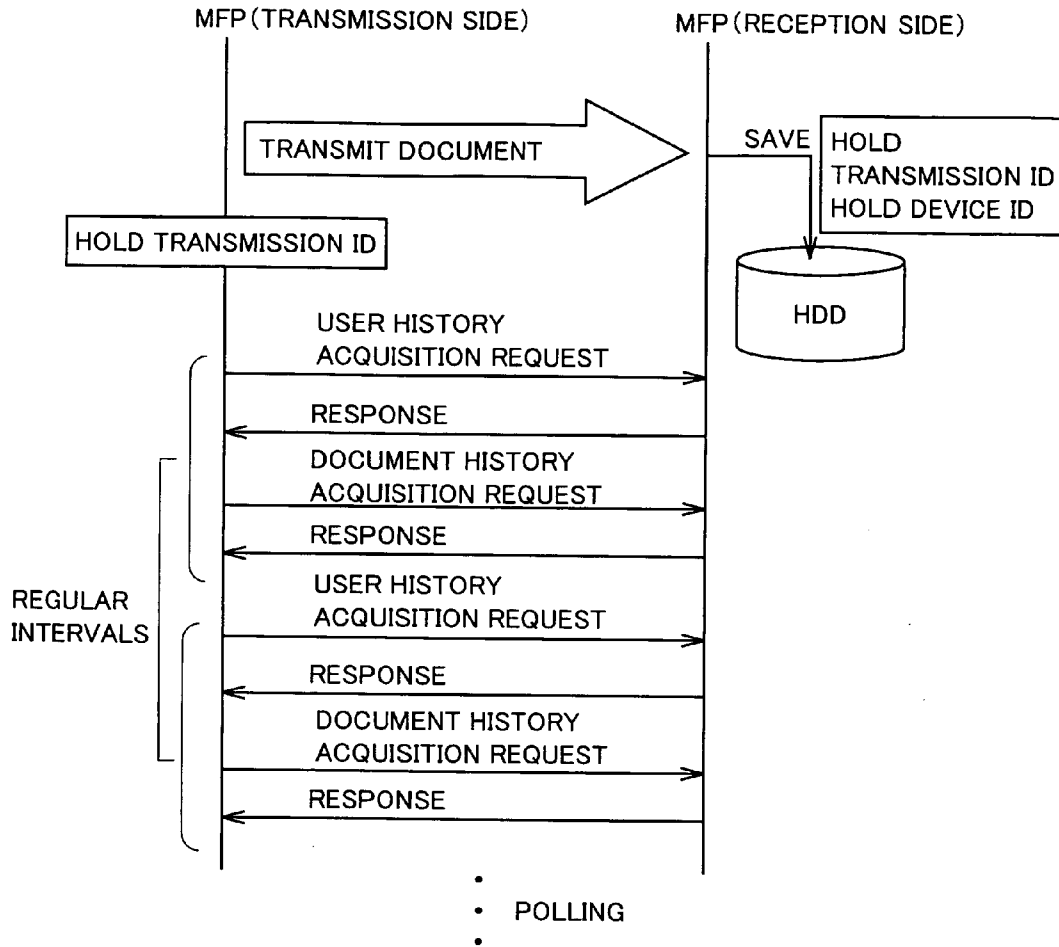 MFP(TRANSMISSION SIDE)
MFP(RECEPTION SIDE)
TRANSMIT DOCUMENT
SAVE
HOLD
TRANSMISSION ID
HOLD DEVICE ID
HOLD TRANSMISSION ID
HDD
USER HISTORY
ACQUISITION REQUEST
RESPONSE
DOCUMENT HISTORY
ACQUISITION REQUEST
RESPONSE
REGULAR
INTERVALS
USER HISTORY
ACQUISITION REQUEST
RESPONSE
DOCUMENT HISTORY
ACQUISITION REQUEST
RESPONSE
POLLING